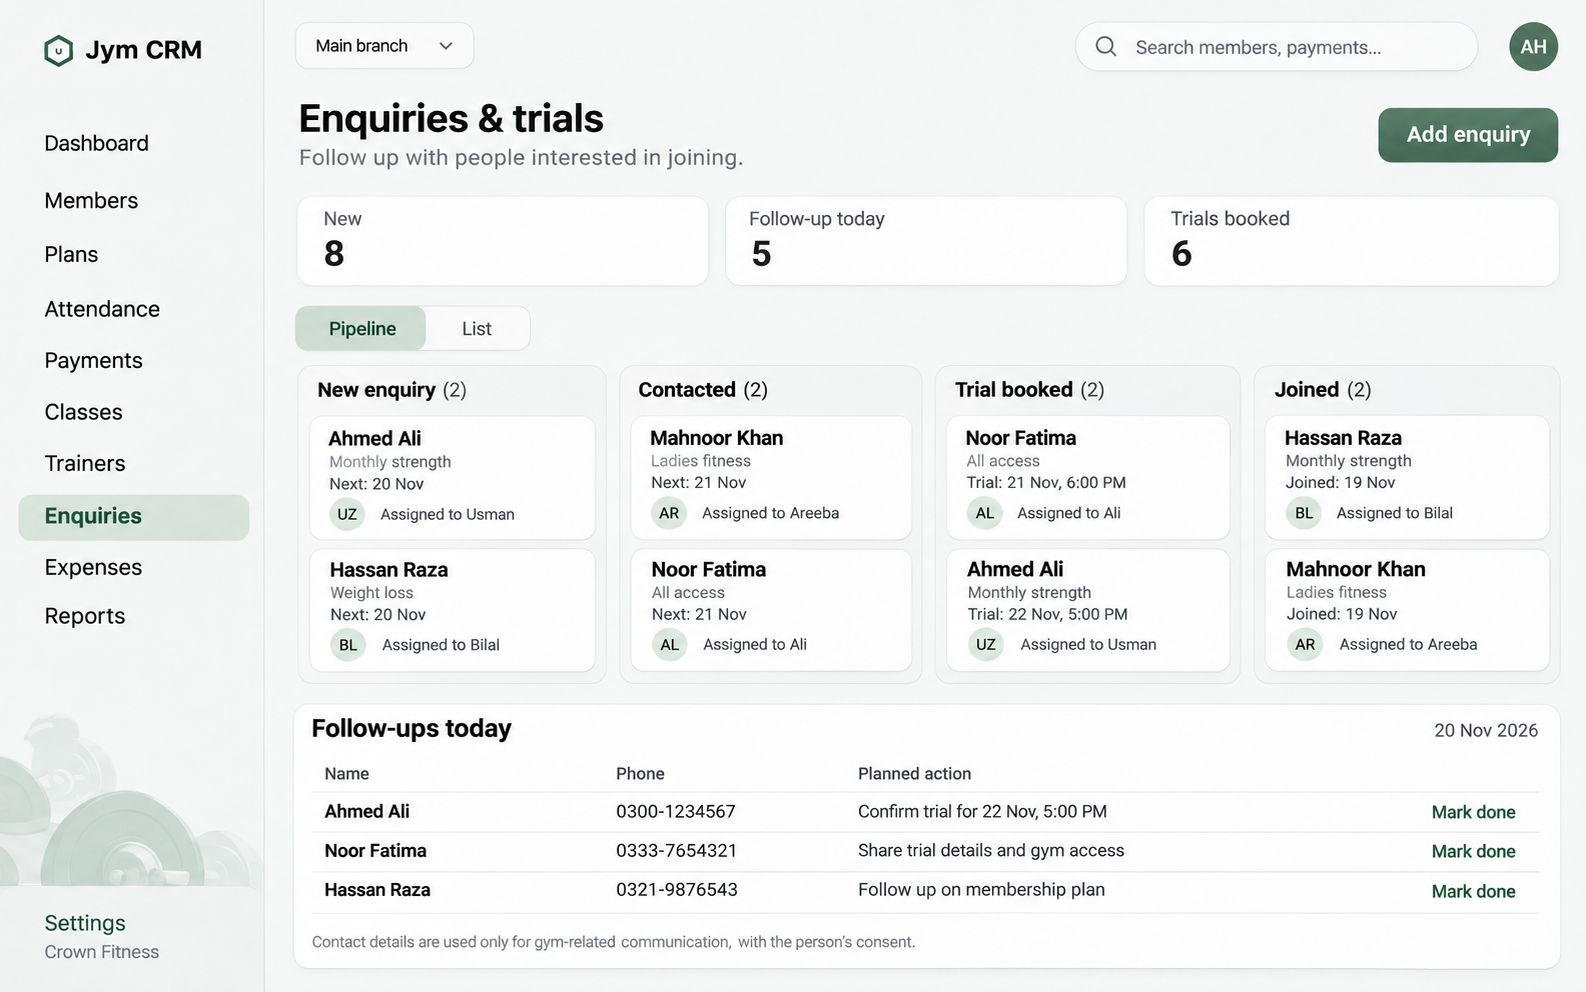 Jym CRM
Dashboard
Members
Plans
Attendance
Payments
Classes
Trainers
Enquiries
Expenses
Reports
Settings
Crown Fitness
Main branch
Search members, payments...
AH
Enquiries & trials
Follow up with people interested in joining.
Add enquiry
New
8
Follow-up today
5
Trials booked
6
Pipeline
List
New enquiry (2)
Ahmed Ali
Monthly strength
Next: 20 Nov
UZ Assigned to Usman
Hassan Raza
Weight loss
Next: 20 Nov
BL Assigned to Bilal
Contacted (2)
Mahnoor Khan
Ladies fitness
Next: 21 Nov
AR Assigned to Areeba
Noor Fatima
All access
Next: 21 Nov
AL Assigned to Ali
Trial booked (2)
Noor Fatima
All access
Trial: 21 Nov, 6:00 PM
AL Assigned to Ali
Ahmed Ali
Monthly strength
Trial: 22 Nov, 5:00 PM
UZ Assigned to Usman
Joined (2)
Hassan Raza
Monthly strength
Joined: 19 Nov
BL Assigned to Bilal
Mahnoor Khan
Ladies fitness
Joined: 19 Nov
AR Assigned to Areeba
Follow-ups today
20 Nov 2026
Name Phone Planned action
Ahmed Ali 0300-1234567 Confirm trial for 22 Nov, 5:00 PM Mark done
Noor Fatima 0333-7654321 Share trial details and gym access Mark done
Hassan Raza 0321-9876543 Follow up on membership plan Mark done
Contact details are used only for gym-related communication, with the person's consent.